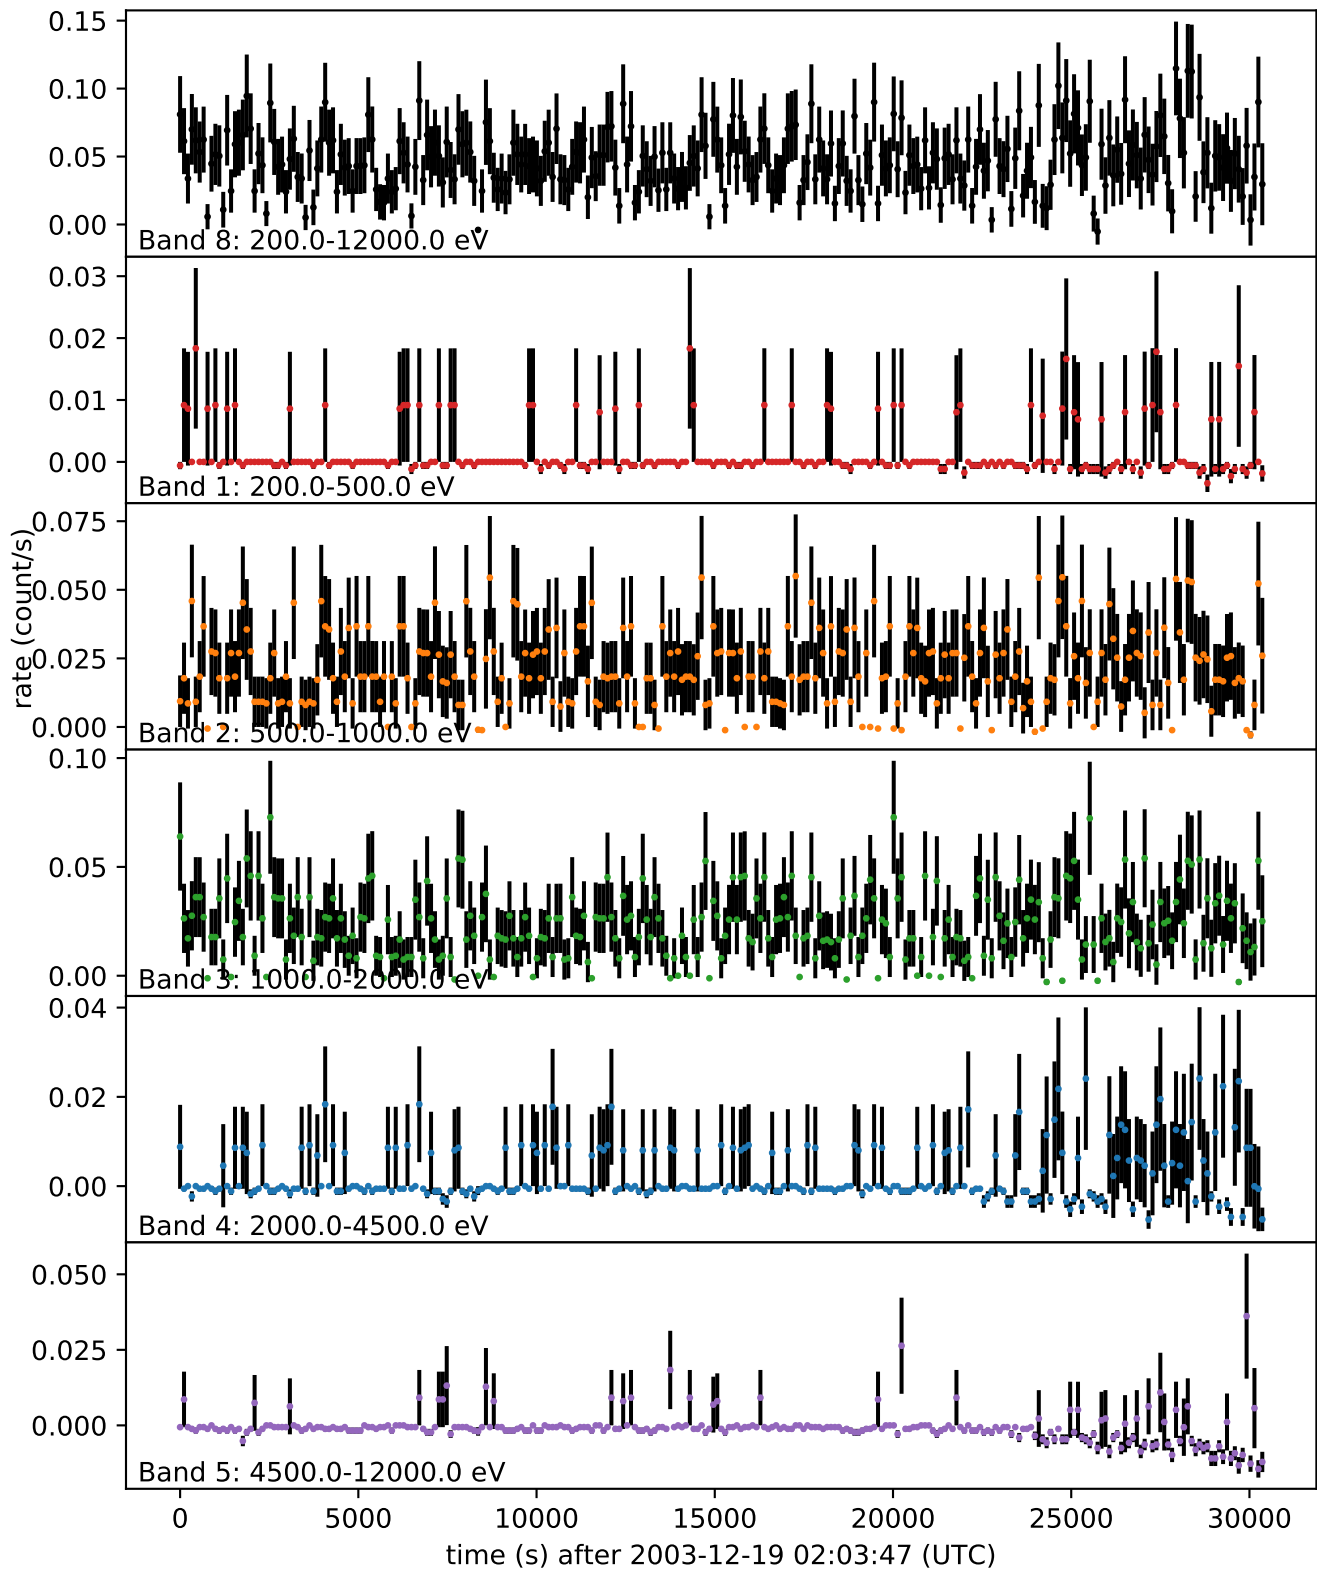 0.15
0.10
0.05
0.00
Band 8: 200.0-12000.0 eV
0.03
0.02
0.01
0.00
Band 1: 200.0-500.0 eV
rate (count/s)
0.075
0.050
0.025
0.000
Band 2: 500.0-1000.0 eV
0.10
0.05
0.00
Band 3: 1000.0-2000.0 eV
0.04
0.02
0.00
Band 4: 2000.0-4500.0 eV
0.050
0.025
0.000
Band 5: 4500.0-12000.0 eV
0 5000 10000 15000 20000 25000 30000
time (s) after 2003-12-19 02:03:47 (UTC)